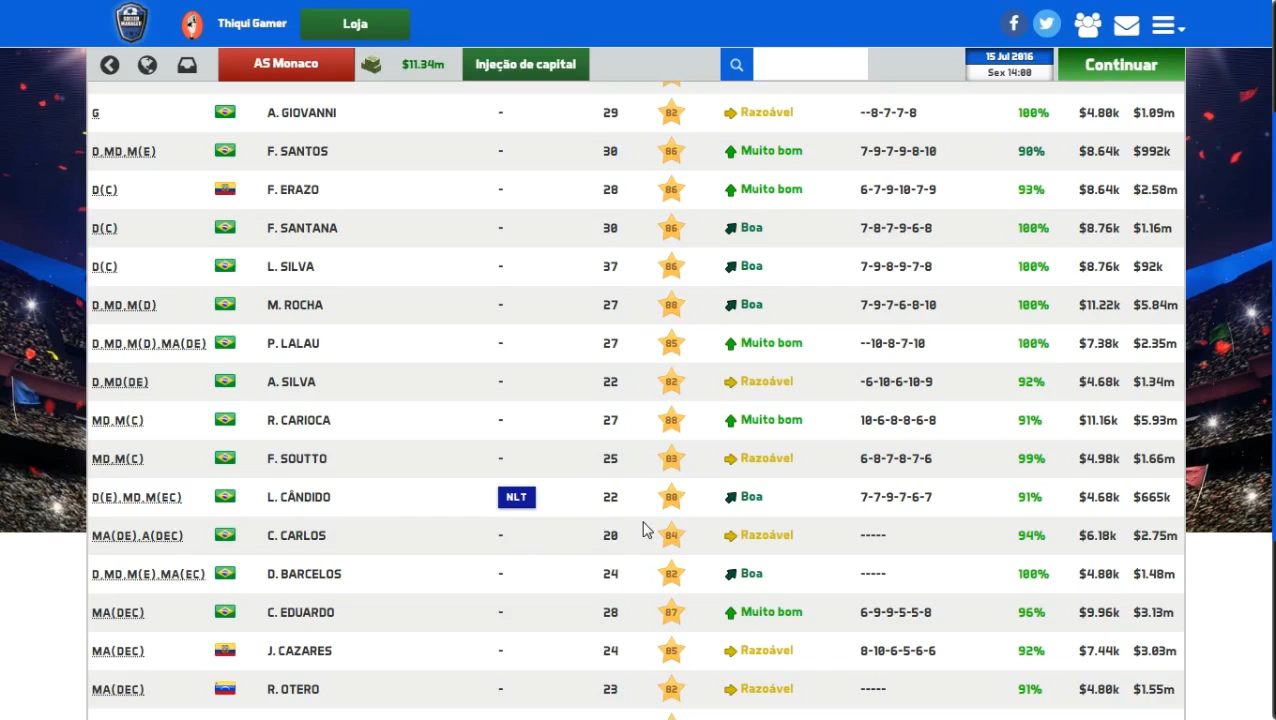 SOCCER MANAGER
Thiqui Gamer
Loja
AS Monaco
$11.34m
Injeção de capital
15 Jul 2016
Sex 14:00
Continuar
G A. GIOVANNI - 29 82 Razoável --8-7-7-8 100% $4.80k $1.09m
D,MD,M(E) F. SANTOS - 30 86 Muito bom 7-9-7-9-8-10 90% $8.64k $992k
D(C) F. ERAZO - 28 86 Muito bom 6-7-9-10-7-9 93% $8.64k $2.58m
D(C) F. SANTANA - 30 86 Boa 7-8-7-9-6-8 100% $8.76k $1.16m
D(C) L. SILVA - 37 86 Boa 7-9-8-9-7-8 100% $8.76k $92k
D,MD,M(D) M. ROCHA - 27 88 Boa 7-9-7-6-8-10 100% $11.22k $5.84m
D,MD,M(D),MA(DE) P. LALAU - 27 85 Muito bom --10-8-7-10 100% $7.38k $2.35m
D,MD(DE) A. SILVA - 22 82 Razoável -6-10-6-10-9 92% $4.68k $1.34m
MD,M(C) R. CARIOCA - 27 88 Muito bom 10-6-8-8-6-8 91% $11.16k $5.93m
MD,M(C) F. SOUTTO - 25 83 Razoável 6-8-7-8-7-6 99% $4.98k $1.66m
D(E),MD,M(EC) L. CÂNDIDO NLT 22 80 Boa 7-7-9-7-6-7 91% $4.68k $665k
MA(DE),A(DEC) C. CARLOS - 20 84 Razoável ----- 94% $6.18k $2.75m
D,MD,M(E),MA(EC) D. BARCELOS - 24 82 Boa ----- 100% $4.80k $1.48m
MA(DEC) C. EDUARDO - 28 87 Muito bom 6-9-9-5-5-8 96% $9.96k $3.13m
MA(DEC) J. CAZARES - 24 85 Razoável 8-10-6-5-6-6 92% $7.44k $3.03m
MA(DEC) R. OTERO - 23 82 Razoável ----- 91% $4.80k $1.55m